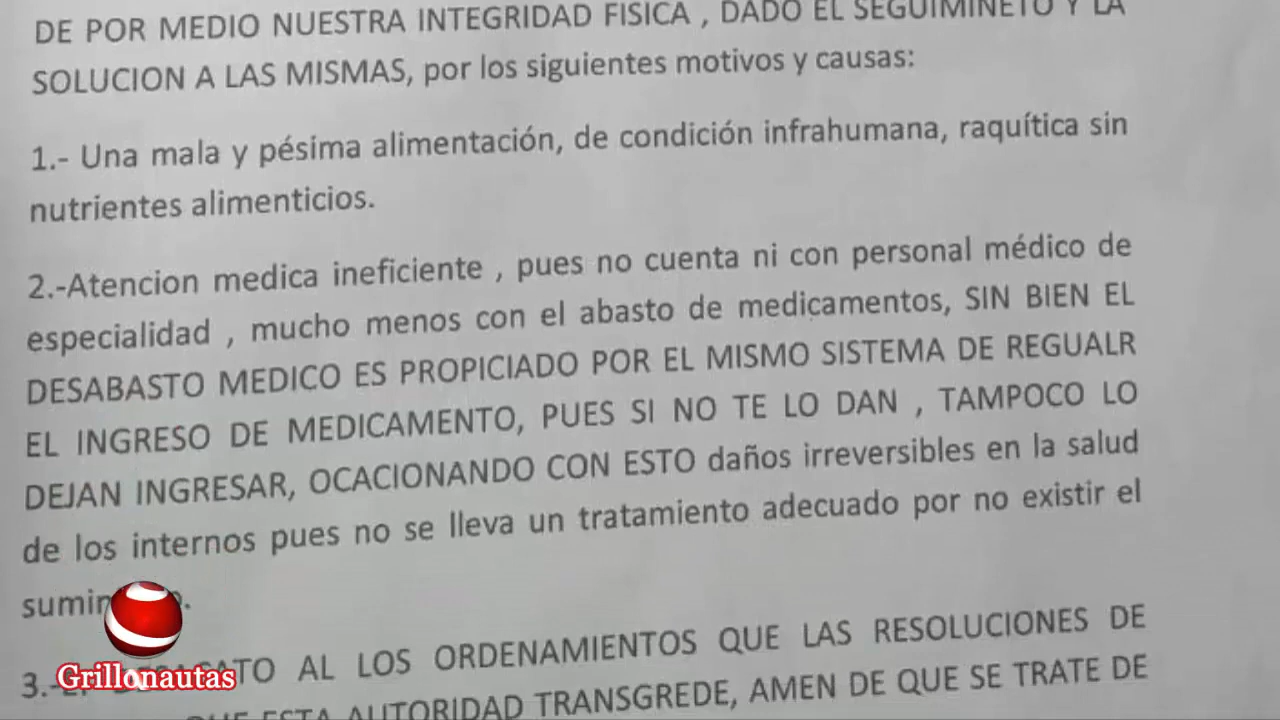 DE POR MEDIO NUESTRA INTEGRIDAD FISICA , DADO EL SEGUIMINETO Y LA
SOLUCION A LAS MISMAS, por los siguientes motivos y causas:
1.- Una mala y pésima alimentación, de condición infrahumana, raquítica sin
nutrientes alimenticios.
2.-Atencion medica ineficiente , pues no cuenta ni con personal médico de
especialidad , mucho menos con el abasto de medicamentos, SIN BIEN EL
DESABASTO MEDICO ES PROPICIADO POR EL MISMO SISTEMA DE REGUALR
EL INGRESO DE MEDICAMENTO, PUES SI NO TE LO DAN , TAMPOCO LO
DEJAN INGRESAR, OCACIONANDO CON ESTO daños irreversibles en la salud
de los internos pues no se lleva un tratamiento adecuado por no existir el
3.- AL LOS ORDENAMIENTOS QUE LAS RESOLUCIONES DE
Grillonautas
ESTA AUTORIDAD TRANSGREDE, AMEN DE QUE SE TRATE DE